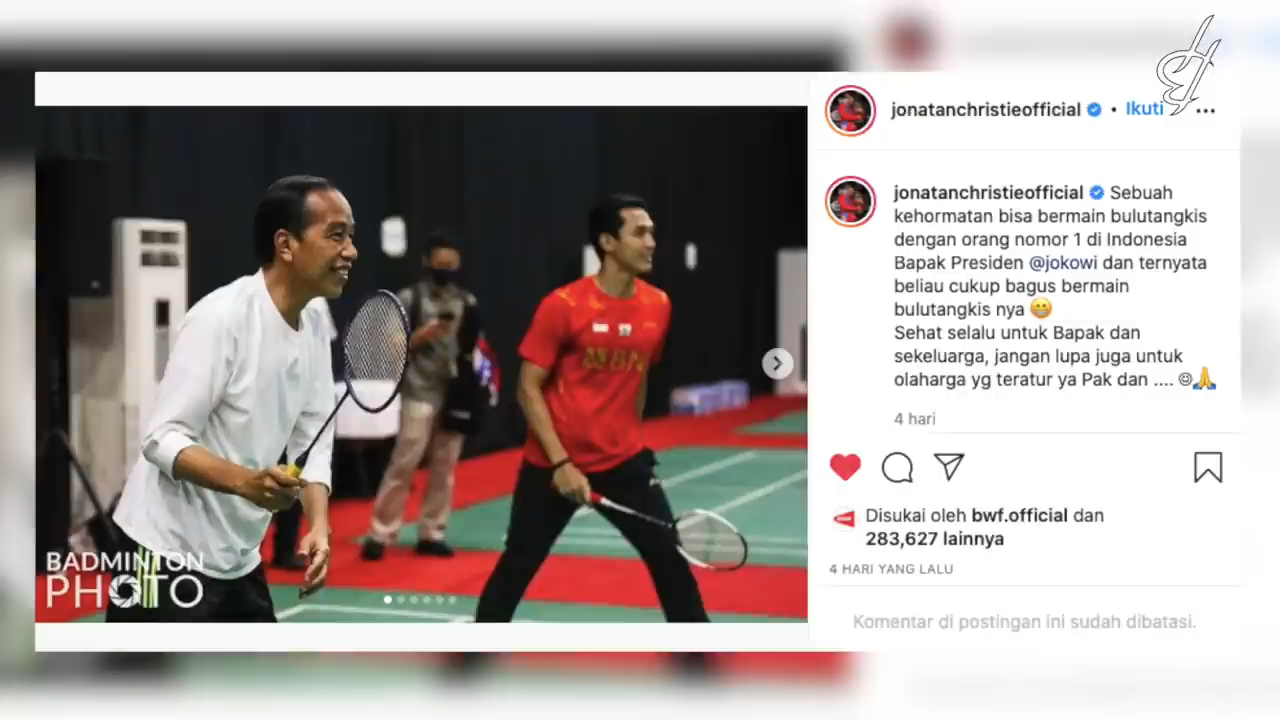 jonatanchristieofficial • Ikuti ...
jonatanchristieofficial Sebuah
kehormatan bisa bermain bulutangkis
dengan orang nomor 1 di Indonesia
Bapak Presiden @jokowi dan ternyata
beliau cukup bagus bermain
bulutangkis nya 😁
Sehat selalu untuk Bapak dan
sekeluarga, jangan lupa juga untuk
olaharga yg teratur ya Pak dan .... ☺🙏
4 hari
Disukai oleh bwf.official dan
283,627 lainnya
4 HARI YANG LALU
Komentar di postingan ini sudah dibatasi.
BADMINTON
PHOTO